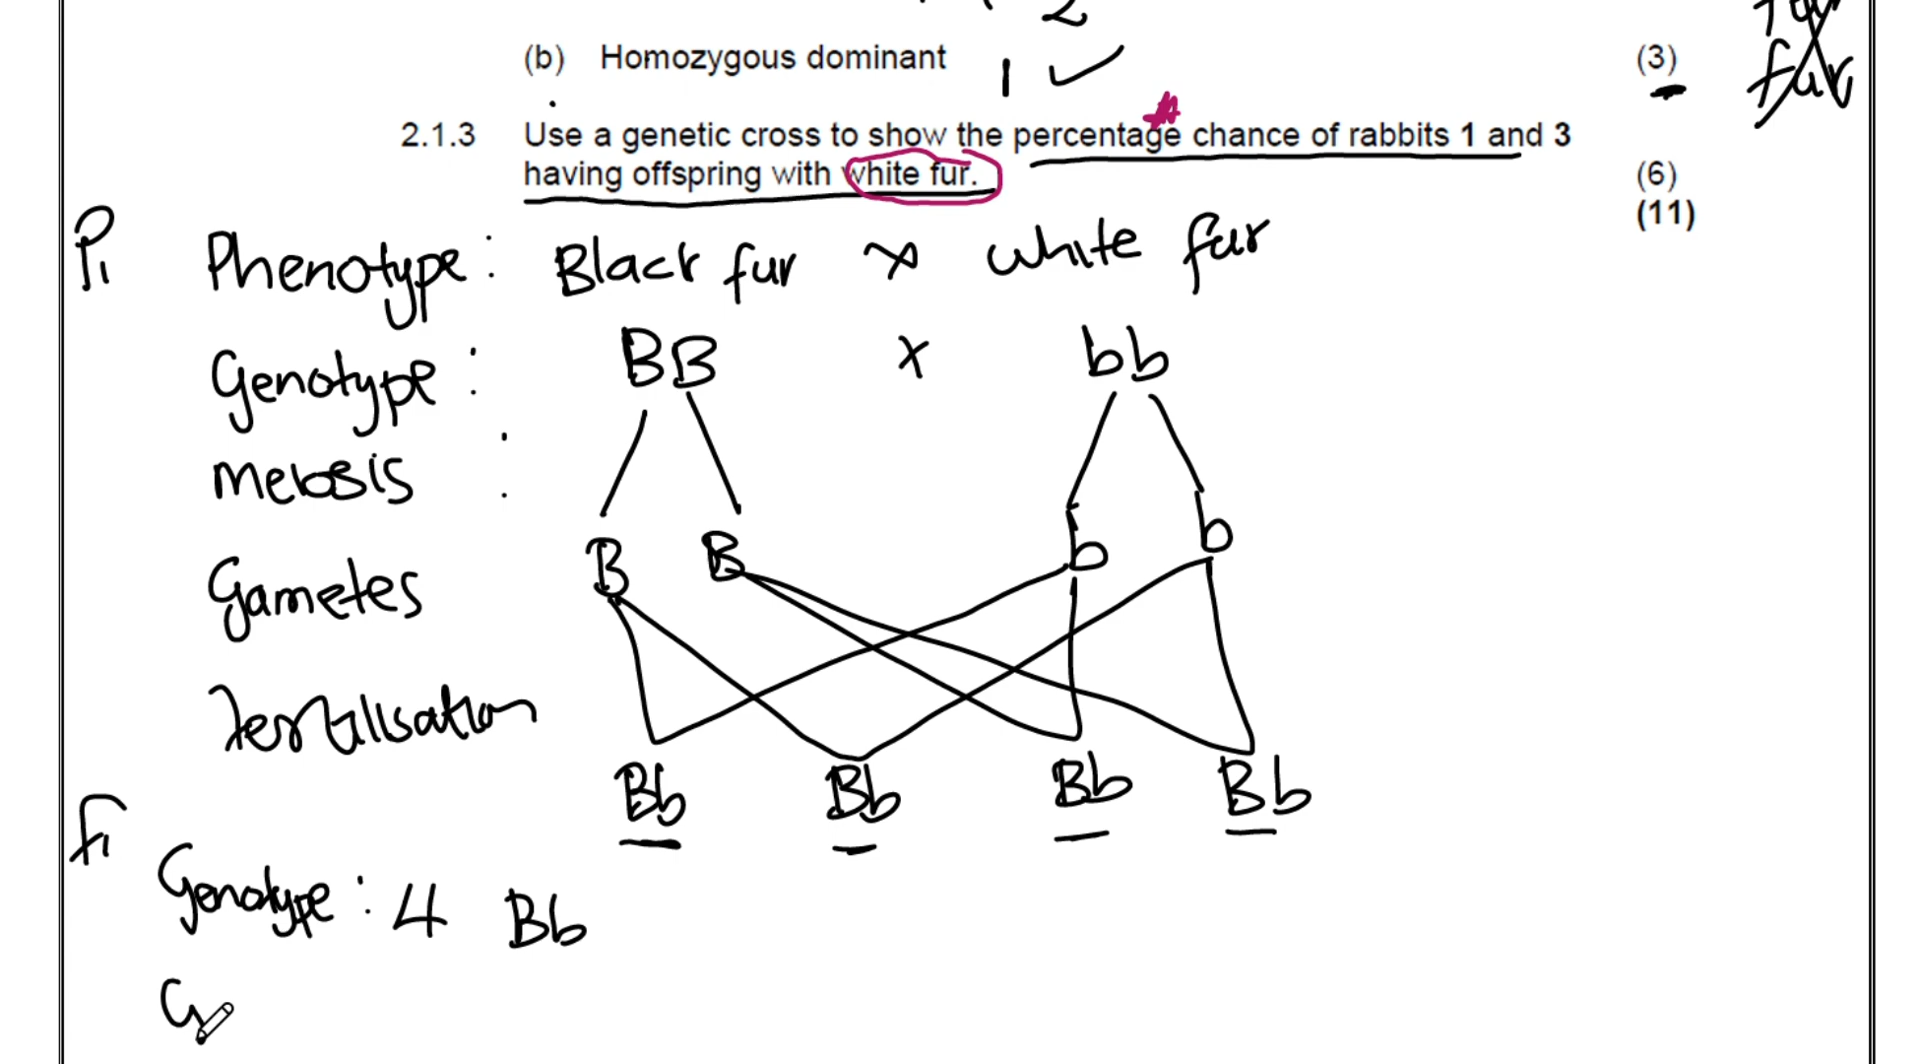 2
(b) Homozygous dominant 1 ✓ (3)
fur
2.1.3 Use a genetic cross to show the percentage chance of rabbits 1 and 3
having offspring with white fur. (6)
(11)
P1 Phenotype: Black fur × white fur
Genotype: BB × bb
Meiosis :
B B b b
Gametes
Fertilisation
Bb Bb Bb Bb
F1
Genotype: 4 Bb